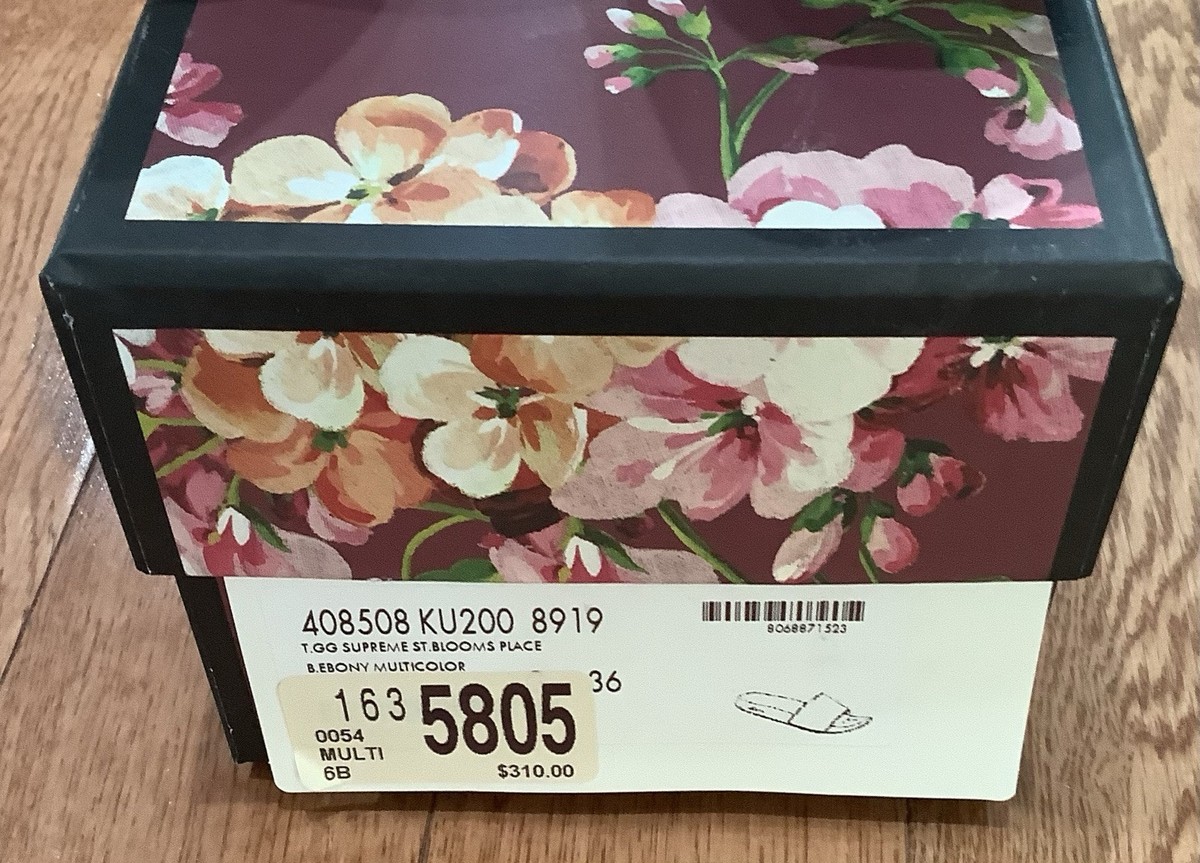 408508 KU200 8919
T.GG SUPREME ST.BLOOMS PLACE
B.EBONY MULTICOLOR
8068871523
36
163 5805
0054
MULTI
6B
$310.00